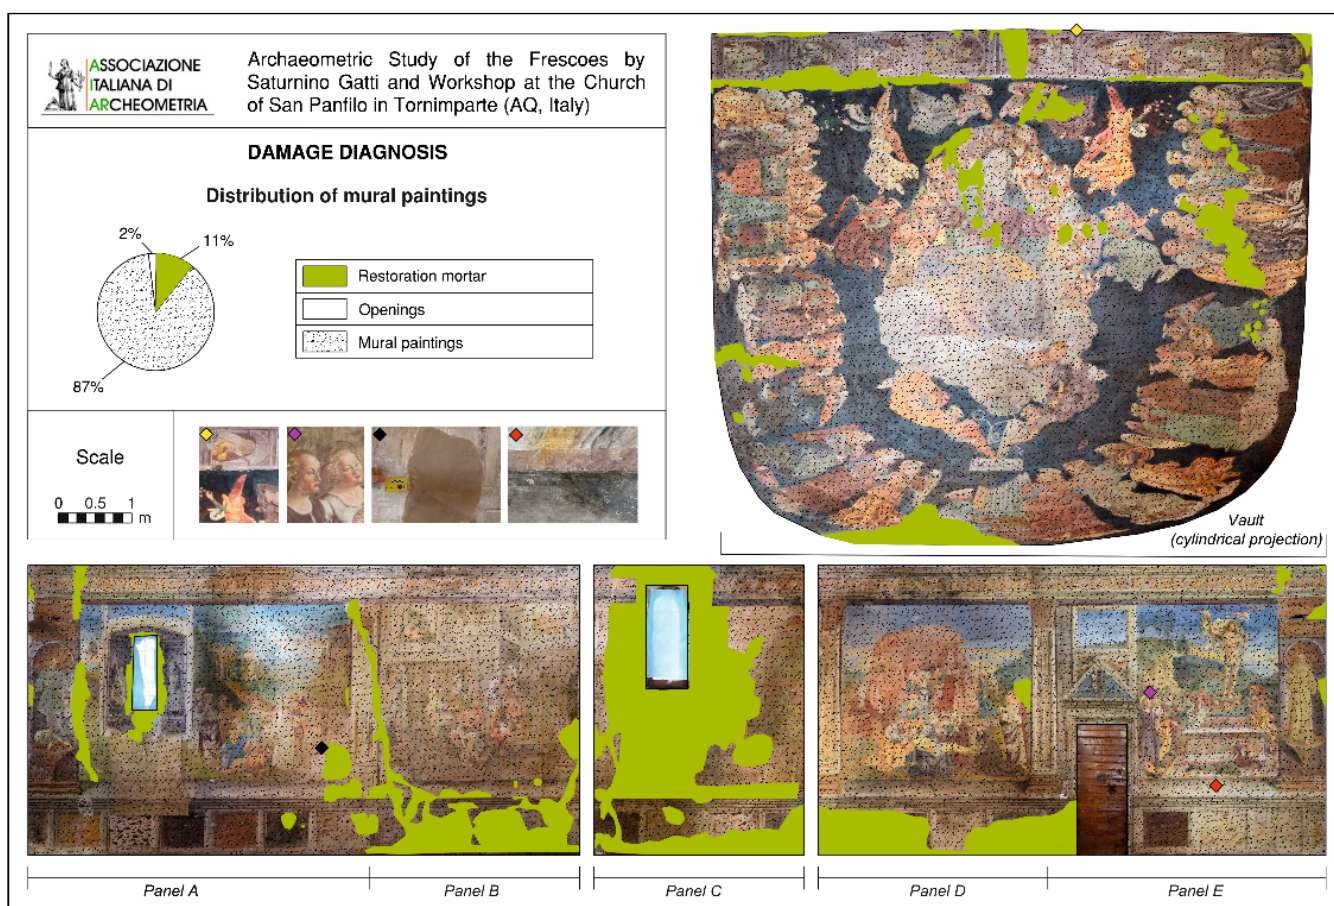 ASSOCIAZIONE
ITALIANA DI
ARCHEOMETRIA
Archaeometric Study of the Frescoes by
Saturnino Gatti and Workshop at the Church
of San Panfilo in Tornimparte (AQ, Italy)
DAMAGE DIAGNOSIS
Distribution of mural paintings
2%
11%
87%
Restoration mortar
Openings
Mural paintings
Scale
0 0.5 1
m
Vault
(cylindrical projection)
Panel A
Panel B
Panel C
Panel D
Panel E